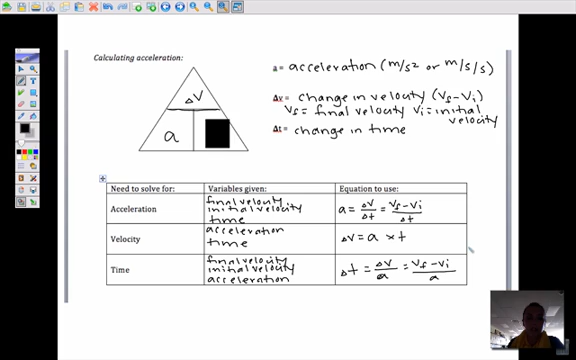 Calculating acceleration:
Δv
a
a= acceleration (m/s² or m/s/s)
Δv= change in velocity (Vf-Vi)
Vf= final velocity Vi=initial
velocity
Δt= change in time
Need to solve for: Variables given: Equation to use:
Acceleration
final velocity
initial velocity
time
a = Δv/Δt = Vf-Vi/Δt
Velocity
acceleration
time
Δv = a × t
Time
final velocity
initial velocity
acceleration
Δt = Δv/a = Vf-Vi/a